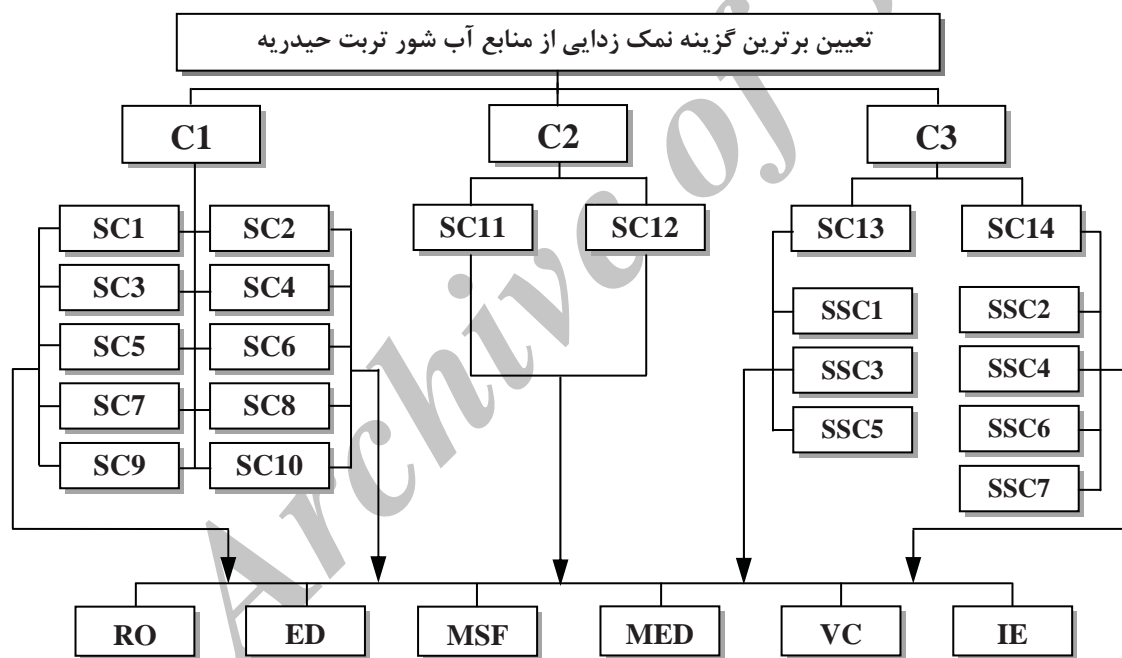 تعیین برترین گزینه نمک زدایی از منابع آب شور تربت حیدریه
C1 C2 C3
SC1 SC2 SC11 SC12 SC13 SC14
SC3 SC4 SSC1 SSC2
SC5 SC6 SSC3 SSC4
SC7 SC8 SSC5 SSC6
SC9 SC10 SSC7
RO ED MSF MED VC IE
Archive of